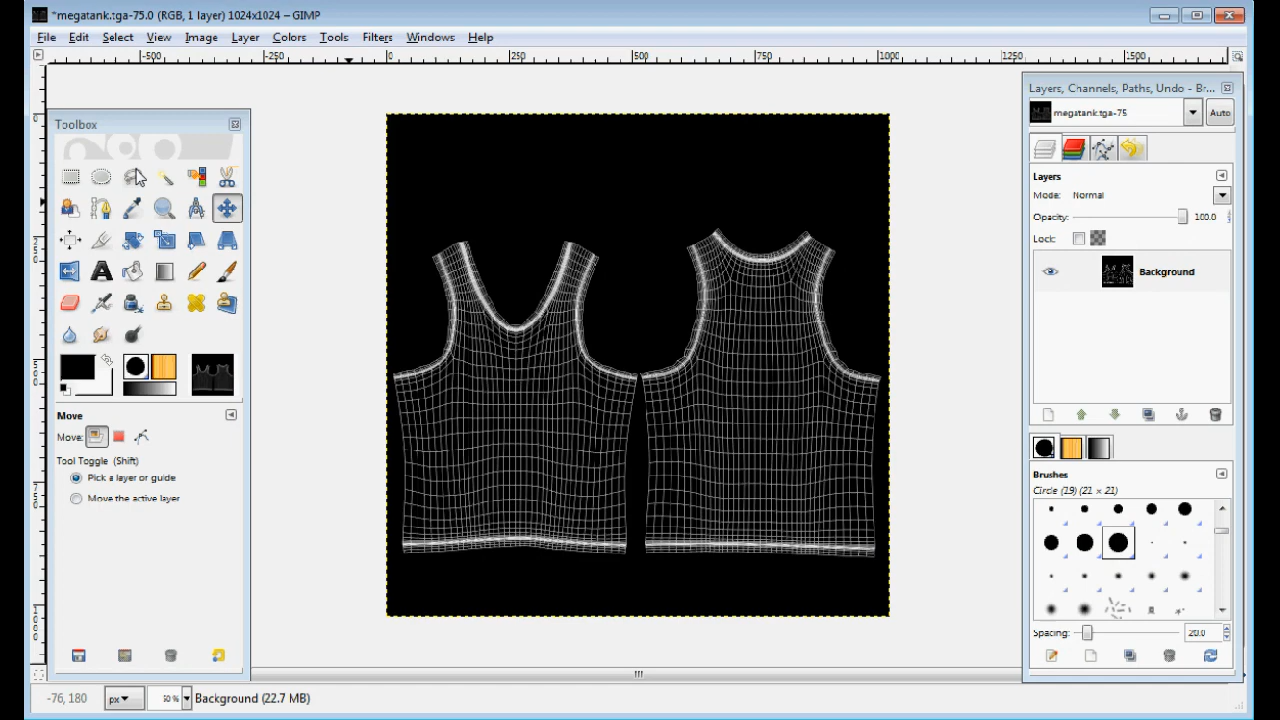 *megatank.tga-75.0 (RGB, 1 layer) 1024x1024 – GIMP
File Edit Select View Image Layer Colors Tools Filters Windows Help
-500 -250 0 250 500 750 1000 1250 1500
Toolbox
Move
Move:
Tool Toggle (Shift)
Pick a layer or guide
Move the active layer
Layers, Channels, Paths, Undo - Br...
megatank.tga-75 Auto
Layers
Mode: Normal
Opacity: 100.0
Lock:
Background
Brushes
Circle (19) (21 × 21)
Spacing: 20.0
-76, 180 px 50 % Background (22.7 MB)